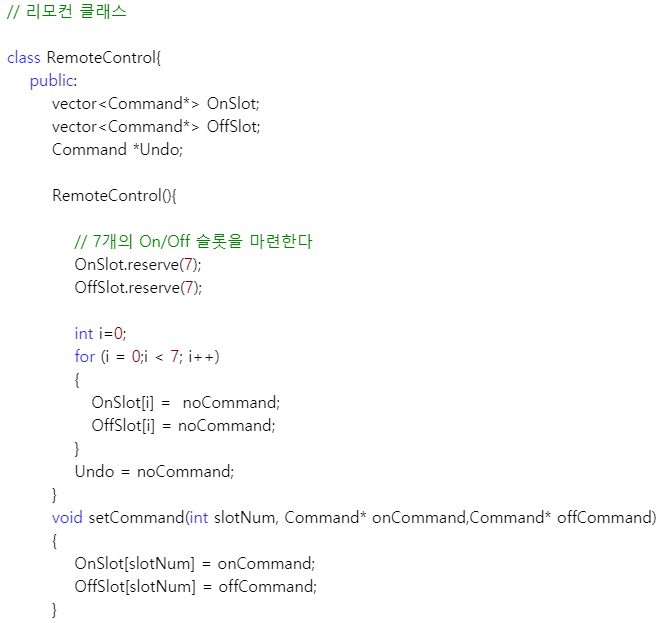 // 리모컨 클래스
class RemoteControl{
public:
vector<Command*> OnSlot;
vector<Command*> OffSlot;
Command *Undo;
RemoteControl(){
// 7개의 On/Off 슬롯을 마련한다
OnSlot.reserve(7);
OffSlot.reserve(7);
int i=0;
for (i = 0;i < 7; i++)
{
OnSlot[i] =  noCommand;
OffSlot[i] = noCommand;
}
Undo = noCommand;
}
void setCommand(int slotNum, Command* onCommand,Command* offCommand)
{
OnSlot[slotNum] = onCommand;
OffSlot[slotNum] = offCommand;
}